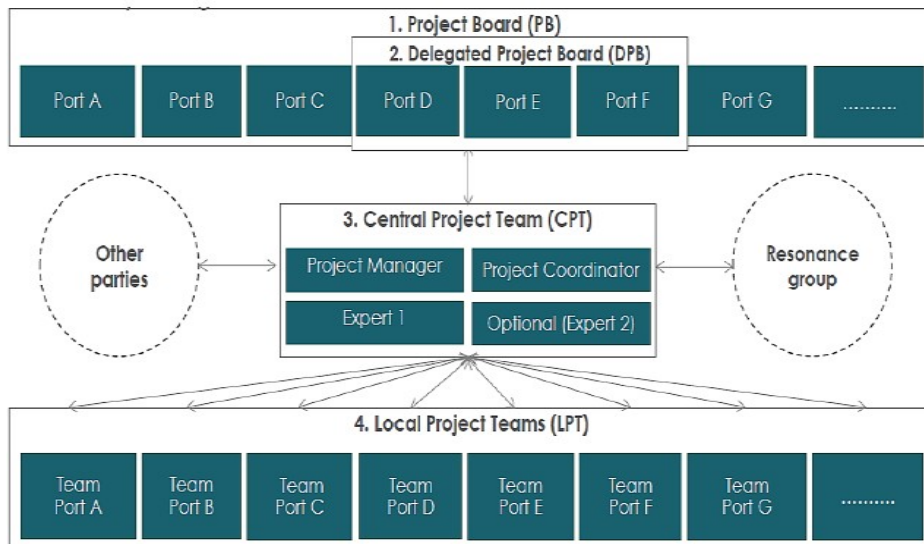 1. Project Board (PB)
2. Delegated Project Board (DPB)
Port A
Port B
Port C
Port D
Port E
Port F
Port G
..........
3. Central Project Team (CPT)
Other
parties
Project Manager
Project Coordinator
Expert 1
Optional (Expert 2)
Resonance
group
4. Local Project Teams (LPT)
Team
Port A
Team
Port B
Team
Port C
Team
Port D
Team
Port E
Team
Port F
Team
Port G
..........